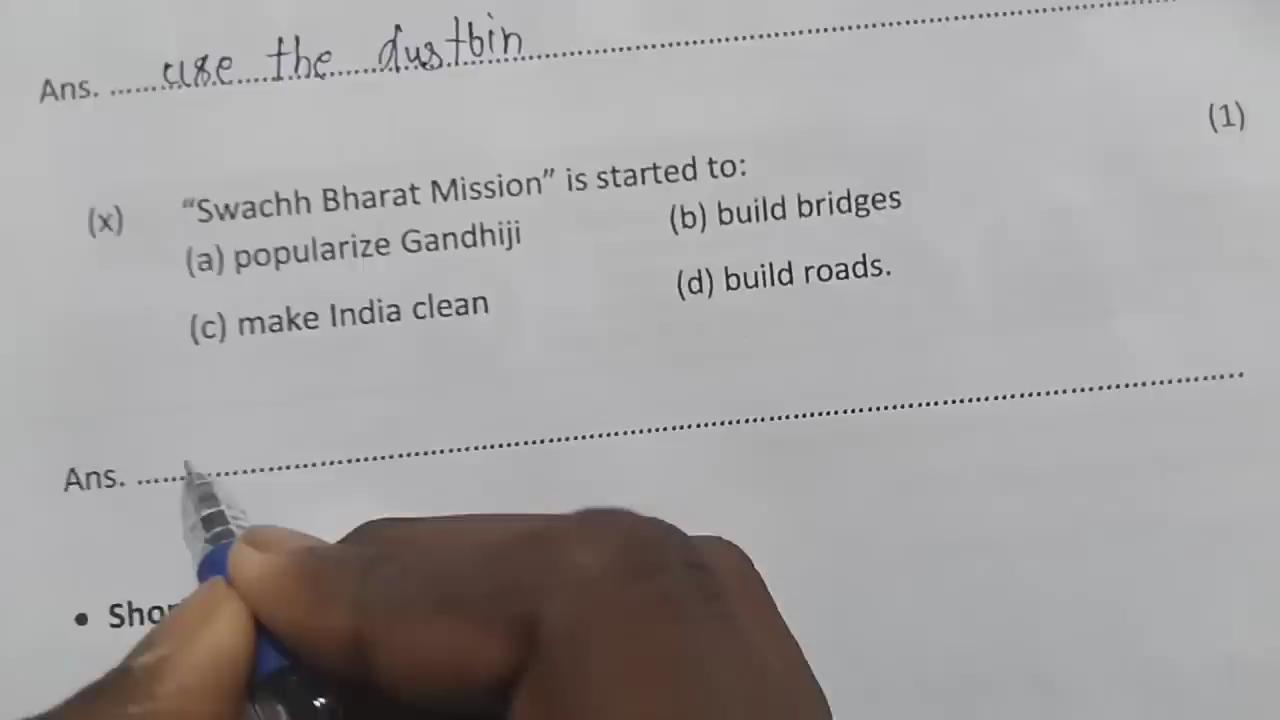 Ans. ......use the dustbin......
(1)
(x) “Swachh Bharat Mission” is started to:
(a) popularize Gandhiji (b) build bridges
(c) make India clean (d) build roads.
Ans. ......
•